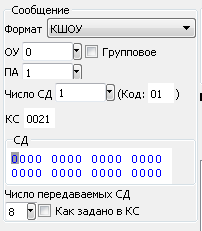 Сообщение
Формат КШОУ
ОУ 0 Групповое
ПА 1
Число СД 1 (Код: 01 )
КС 0021
СД
0000 0000 0000 0000
0000 0000 0000 0000
Число передаваемых СД
8 Как задано в КС